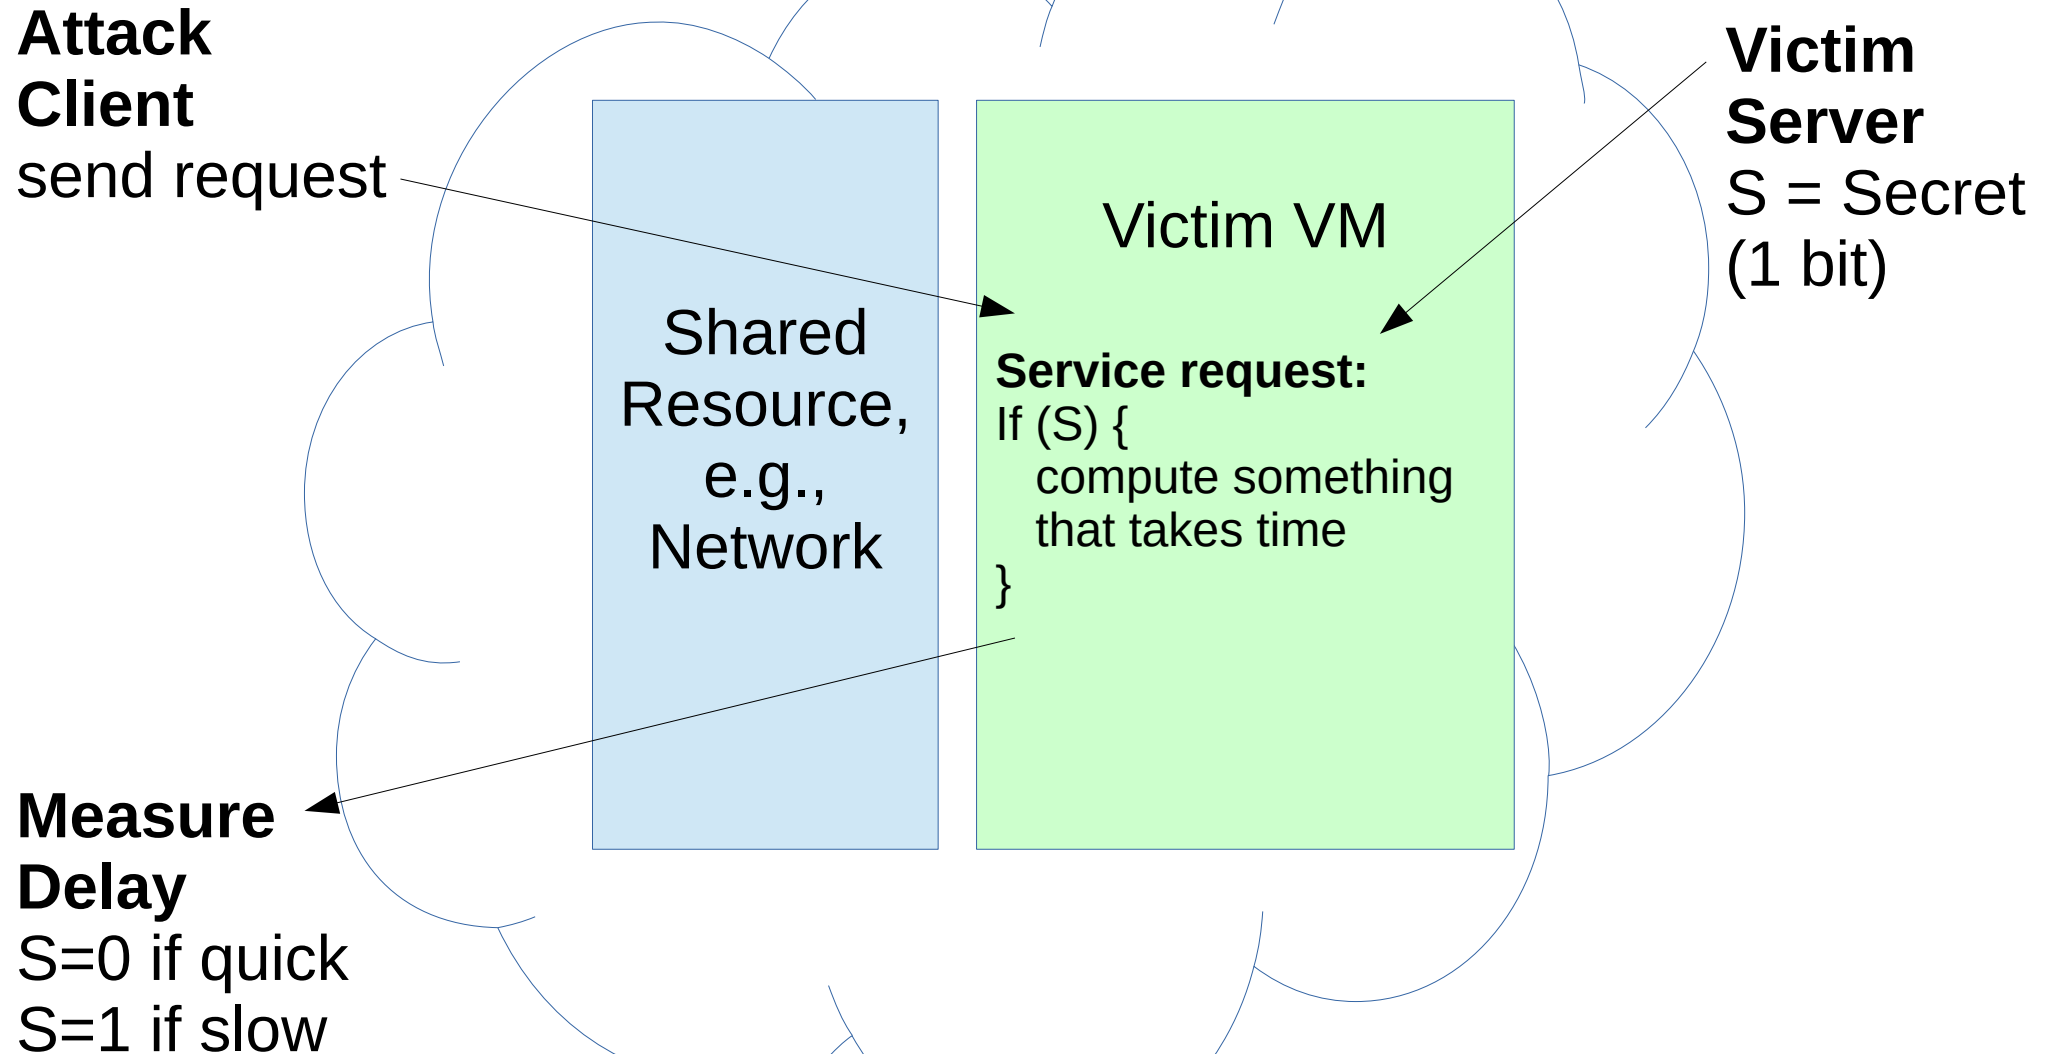 Attack
Client
send request
Victim
Server
S = Secret
(1 bit)
Shared
Resource,
e.g.,
Network
Victim VM
Service request:
If (S) {
compute something
that takes time
}
Measure
Delay
S=0 if quick
S=1 if slow